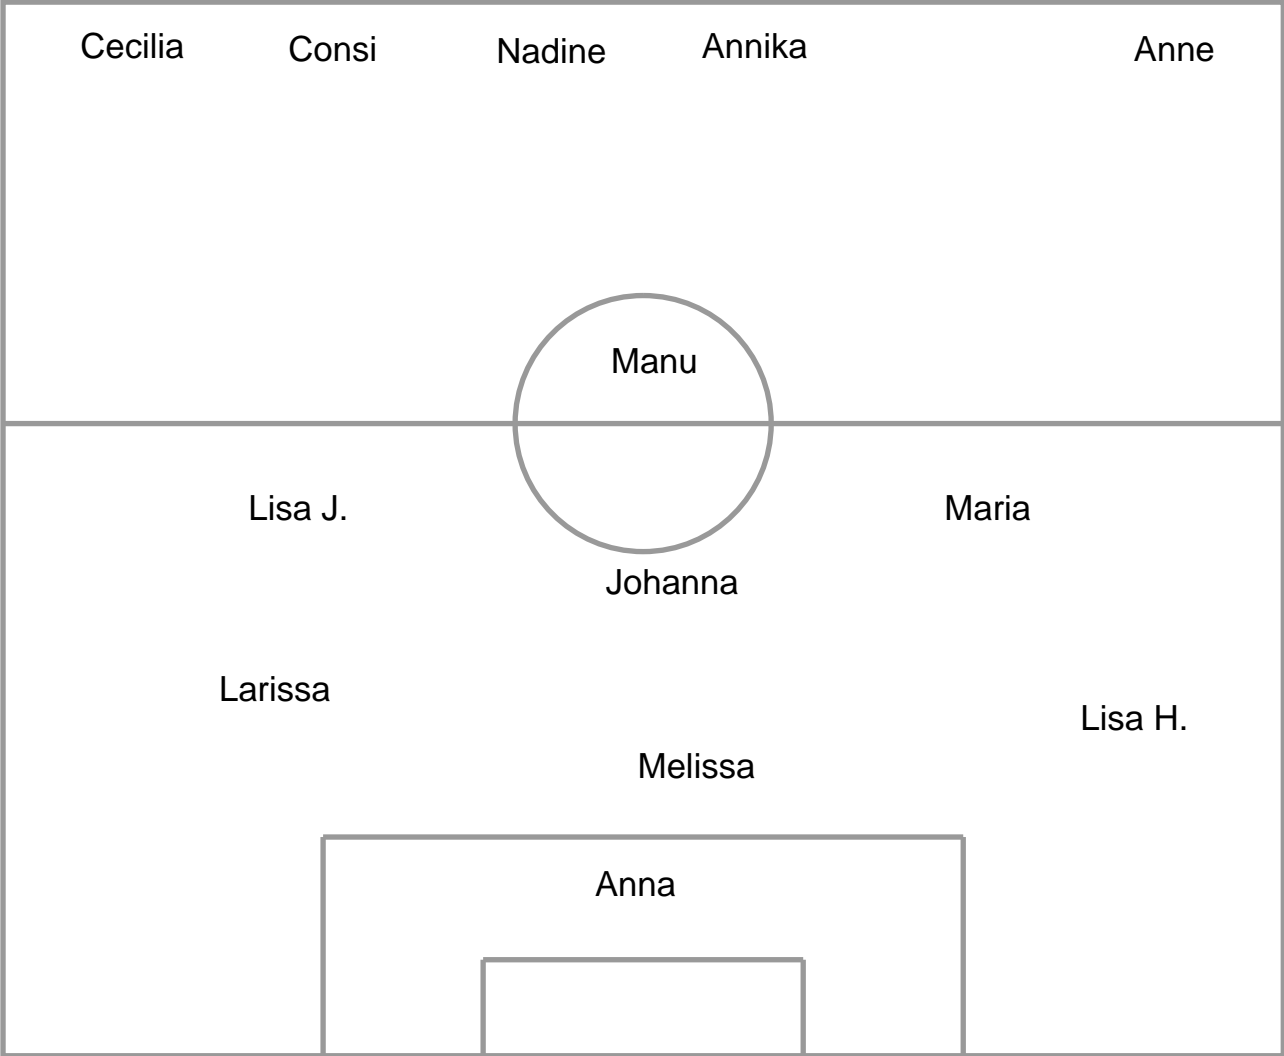 Cecilia Consi Nadine Annika Anne
Manu
Lisa J. Maria
Johanna
Larissa
Lisa H.
Melissa
Anna